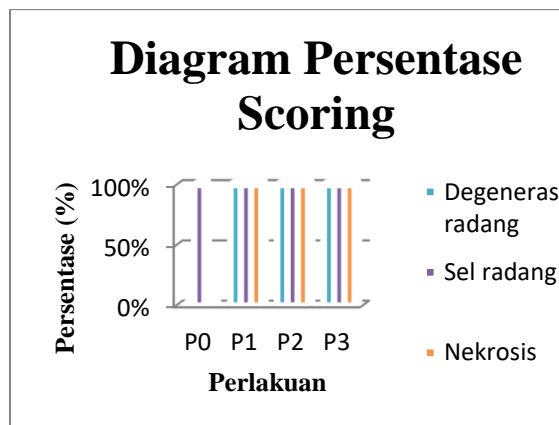 Diagram Persentase
Scoring
Persentase (%)
100%
50%
0%
P0 P1 P2 P3
Perlakuan
Degeneras
radang
Sel radang
Nekrosis